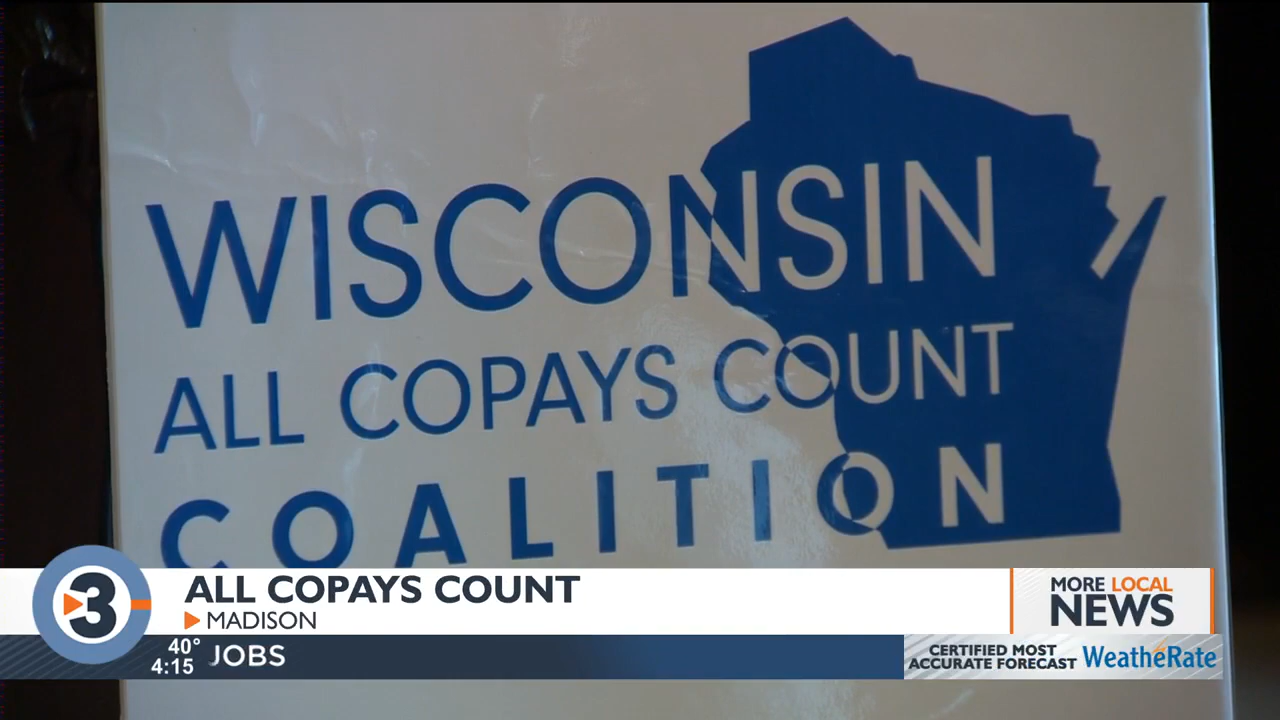 WISCONSIN
ALL COPAYS COUNT
COALITION
3
ALL COPAYS COUNT
MADISON
MORE LOCAL
NEWS
40°
4:15
JOBS
CERTIFIED MOST
ACCURATE FORECAST
WeatheRate